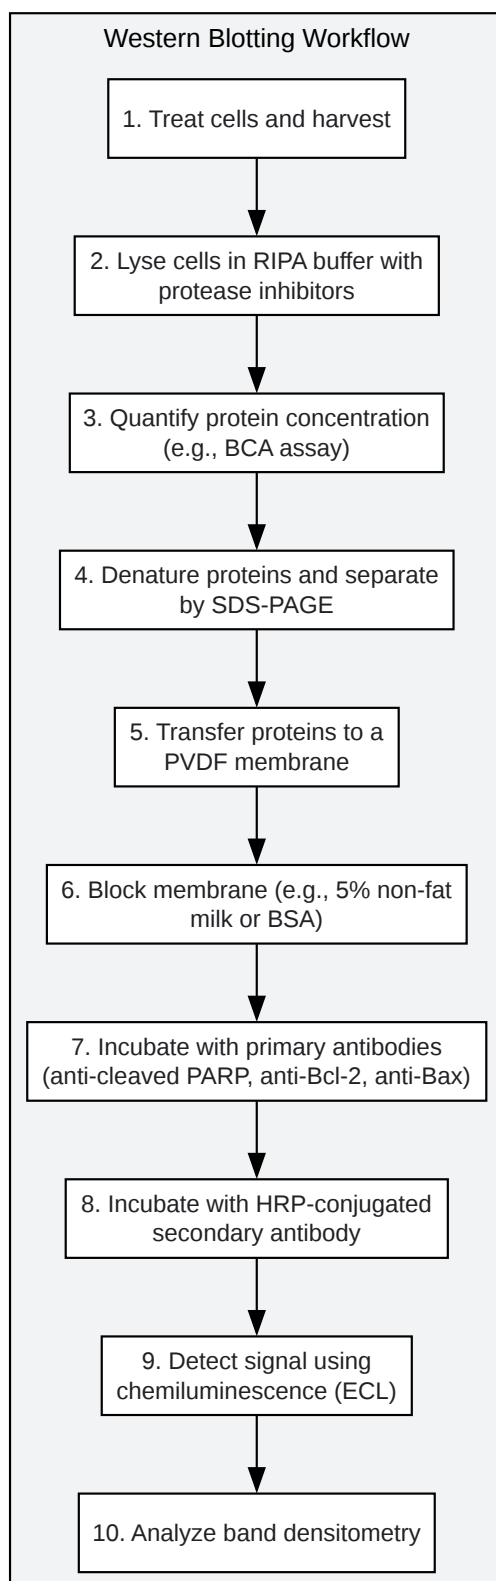 Western Blotting Workflow
1. Treat cells and harvest
2. Lyse cells in RIPA buffer with
protease inhibitors
3. Quantify protein concentration
(e.g., BCA assay)
4. Denature proteins and separate
by SDS-PAGE
5. Transfer proteins to a
PVDF membrane
6. Block membrane (e.g., 5% non-fat
milk or BSA)
7. Incubate with primary antibodies
(anti-cleaved PARP, anti-Bcl-2, anti-Bax)
8. Incubate with HRP-conjugated
secondary antibody
9. Detect signal using
chemiluminescence (ECL)
10. Analyze band densitometry